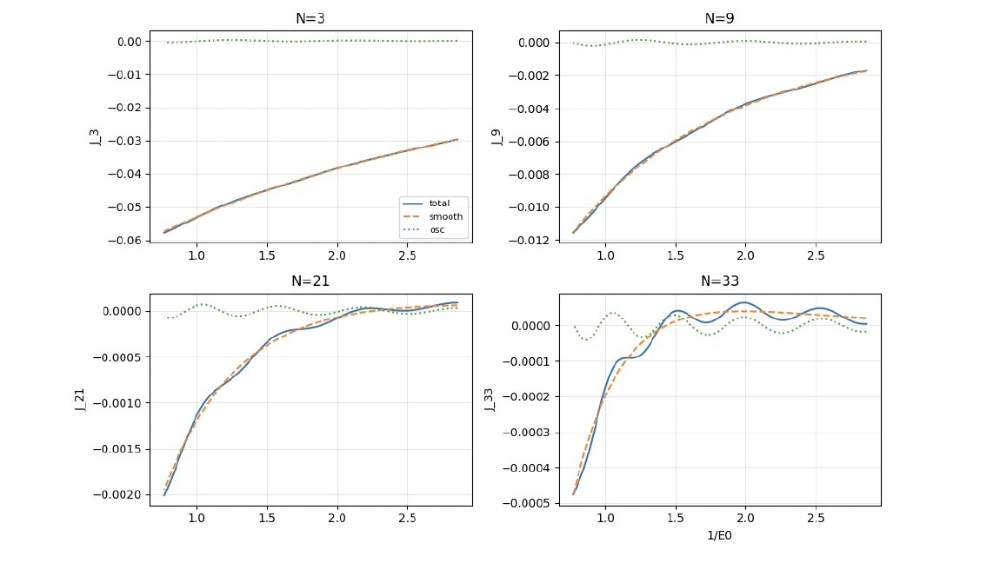 N=3
0.00
−0.01
−0.02
−0.03
−0.04
−0.05
−0.06
J_3
1.0 1.5 2.0 2.5
total
smooth
osc
N=9
0.000
−0.002
−0.004
−0.006
−0.008
−0.010
−0.012
J_9
1.0 1.5 2.0 2.5
N=21
0.0000
−0.0005
−0.0010
−0.0015
−0.0020
J_21
1.0 1.5 2.0 2.5
N=33
0.0000
−0.0001
−0.0002
−0.0003
−0.0004
−0.0005
J_33
1.0 1.5 2.0 2.5
1/E0